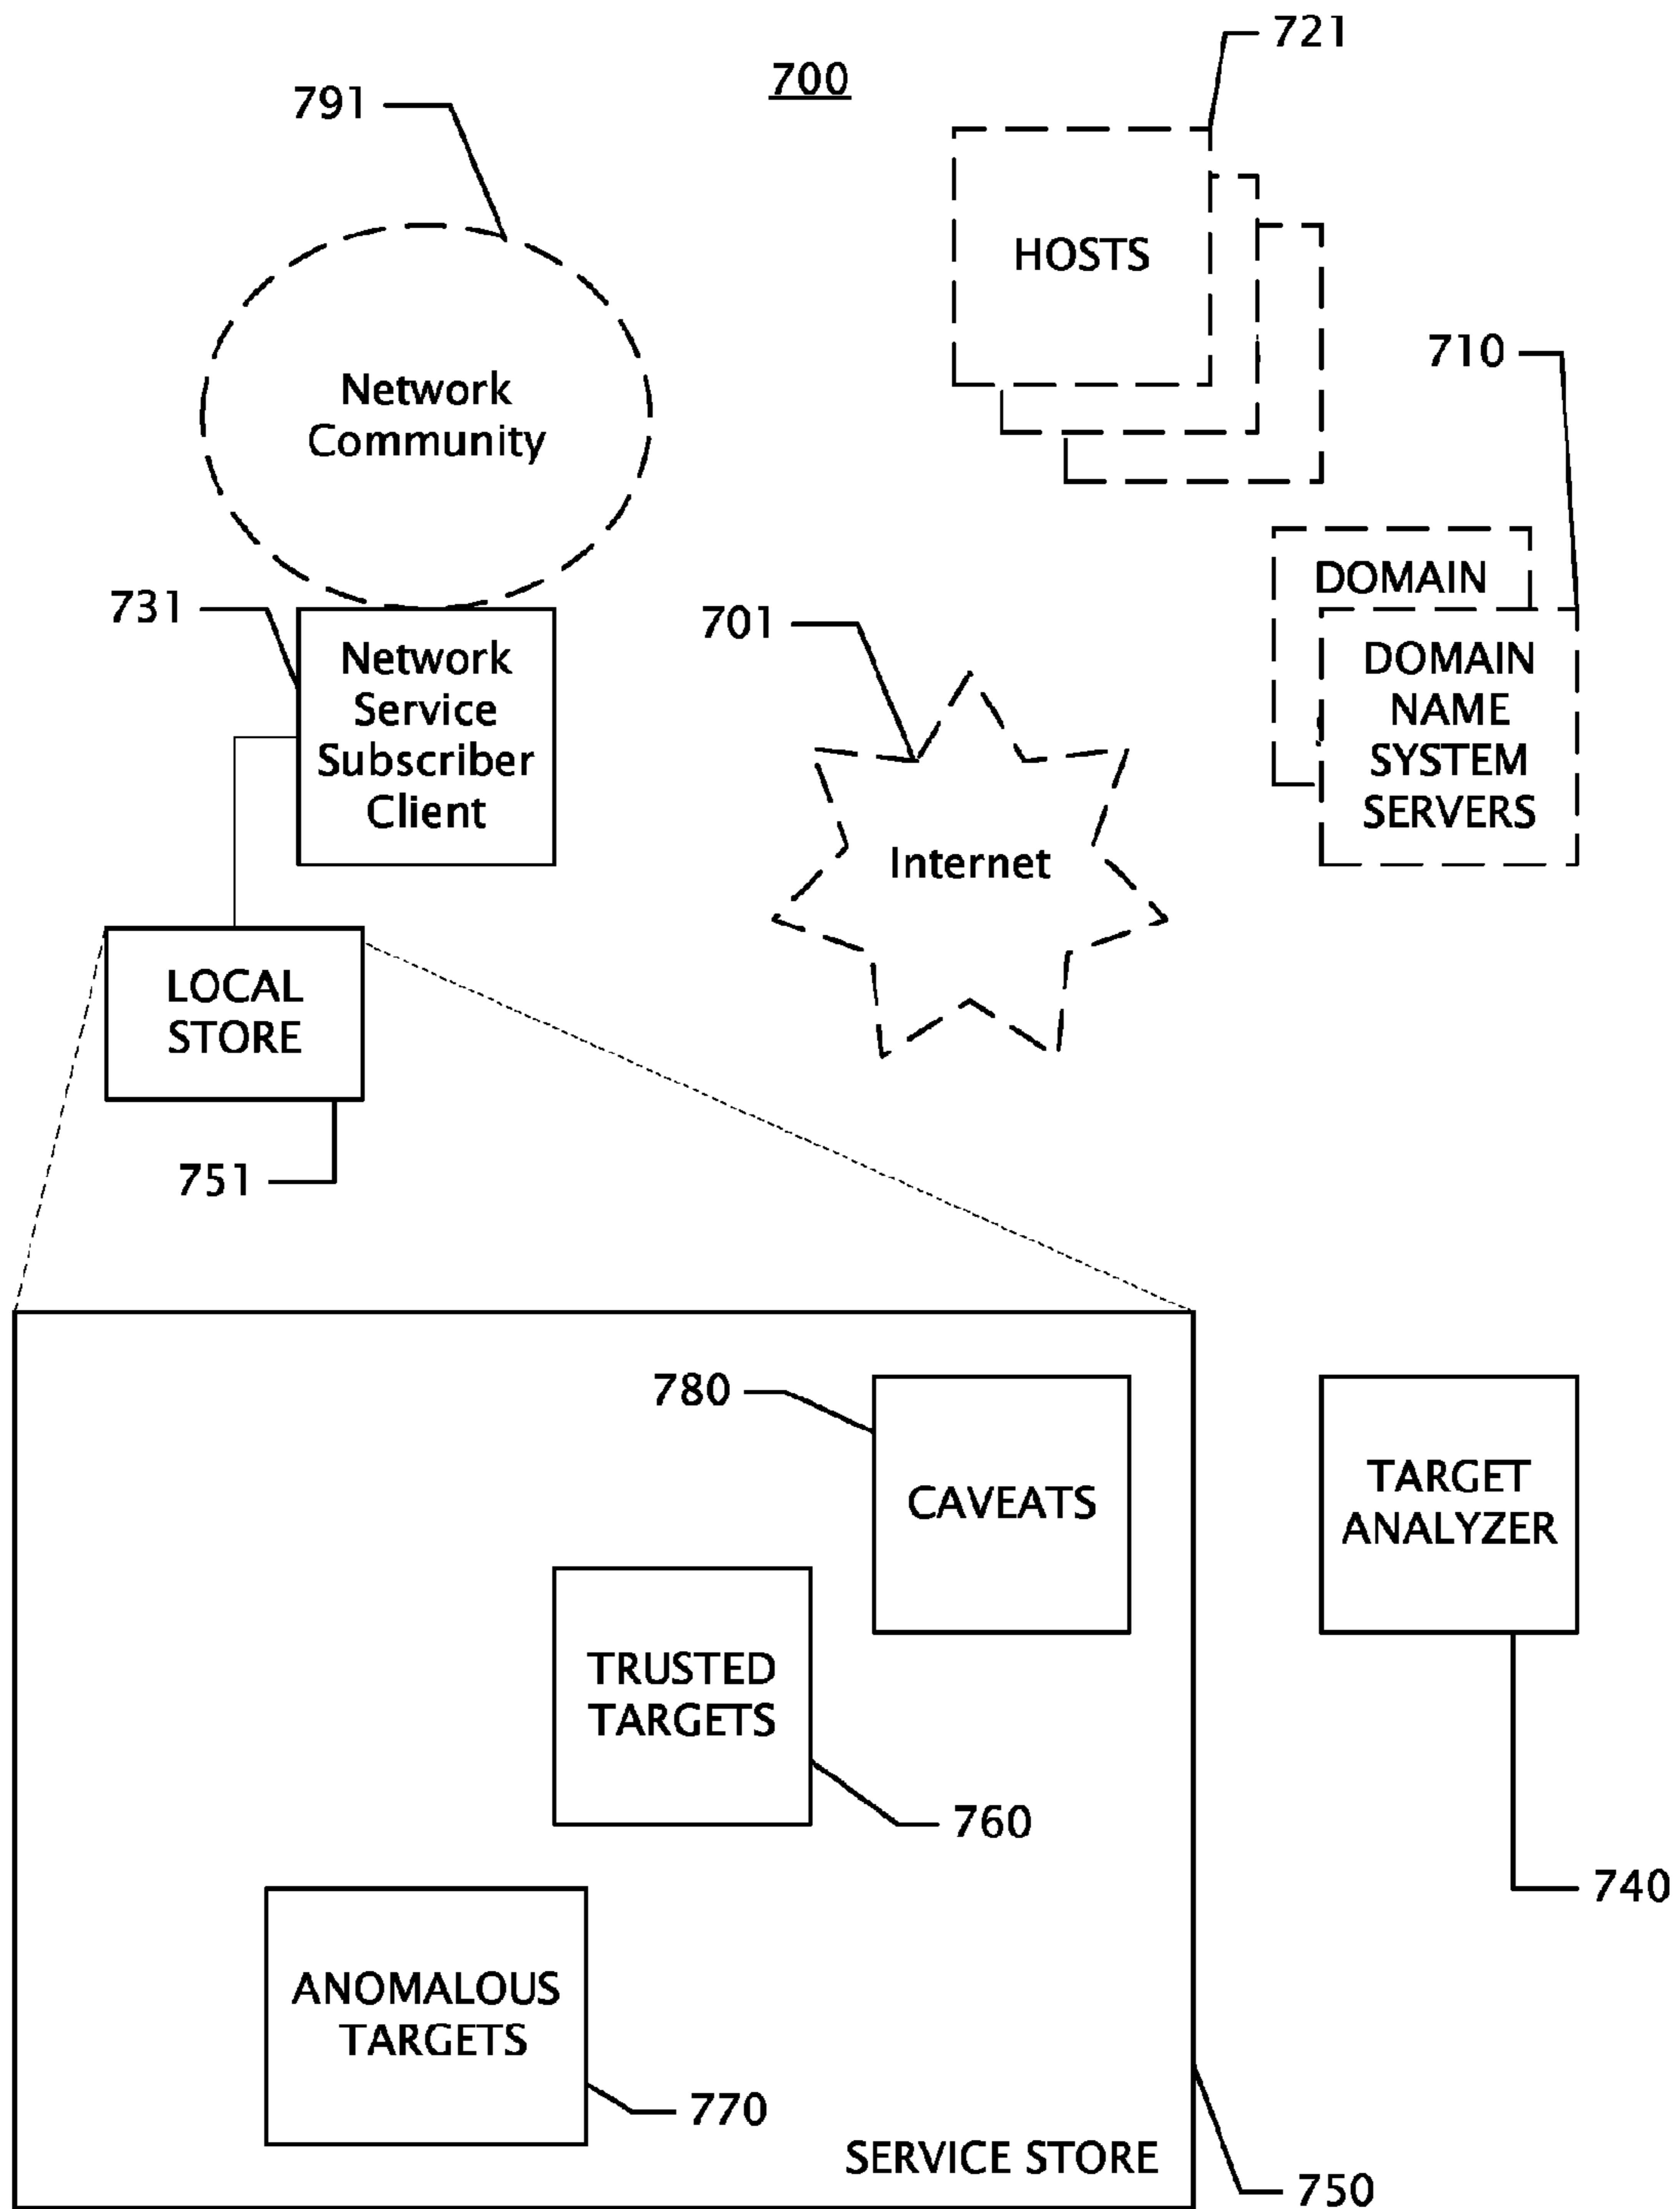 721
700
791
HOSTS
710
Network
Community
DOMAIN
731
701
Network
Service
Subscriber
Client
DOMAIN
NAME
SYSTEM
SERVERS
Internet
LOCAL
STORE
751
780
CAVEATS
TARGET
ANALYZER
TRUSTED
TARGETS
760
740
ANOMALOUS
TARGETS
770
SERVICE STORE
750